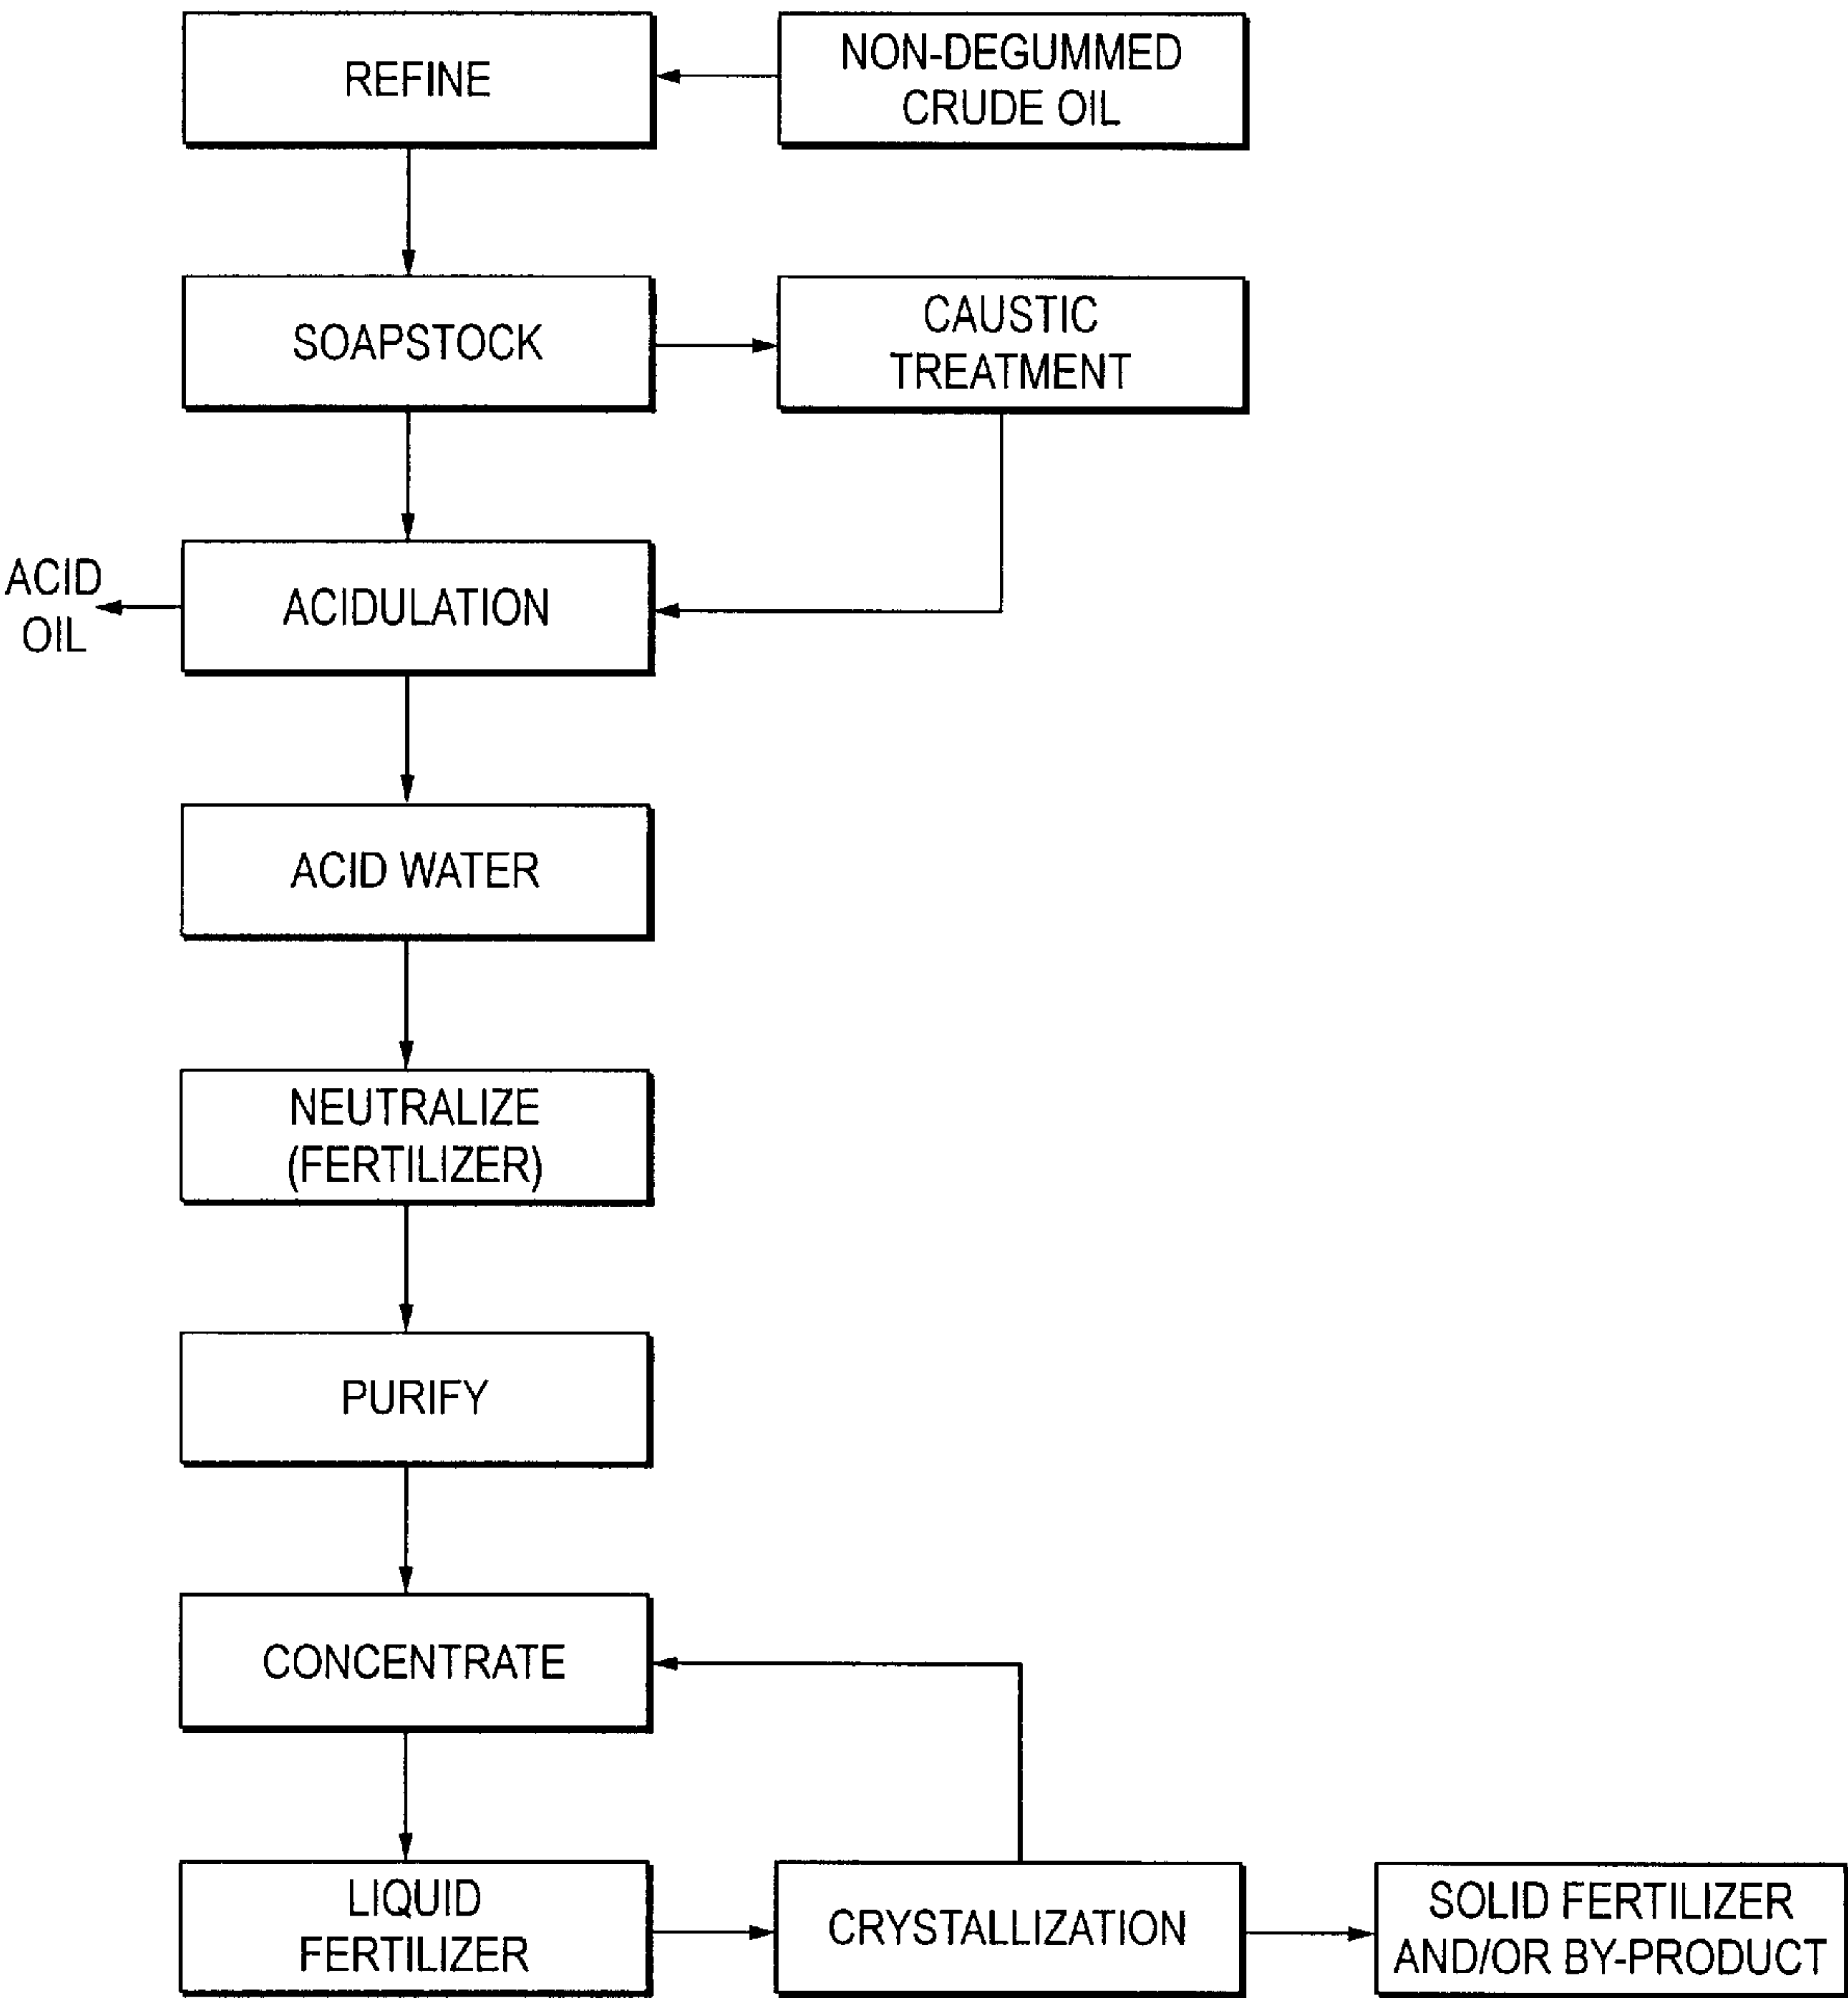 REFINE
NON-DEGUMMED
CRUDE OIL
SOAPSTOCK
CAUSTIC
TREATMENT
ACID
OIL
ACIDULATION
ACID WATER
NEUTRALIZE
(FERTILIZER)
PURIFY
CONCENTRATE
LIQUID
FERTILIZER
CRYSTALLIZATION
SOLID FERTILIZER
AND/OR BY-PRODUCT